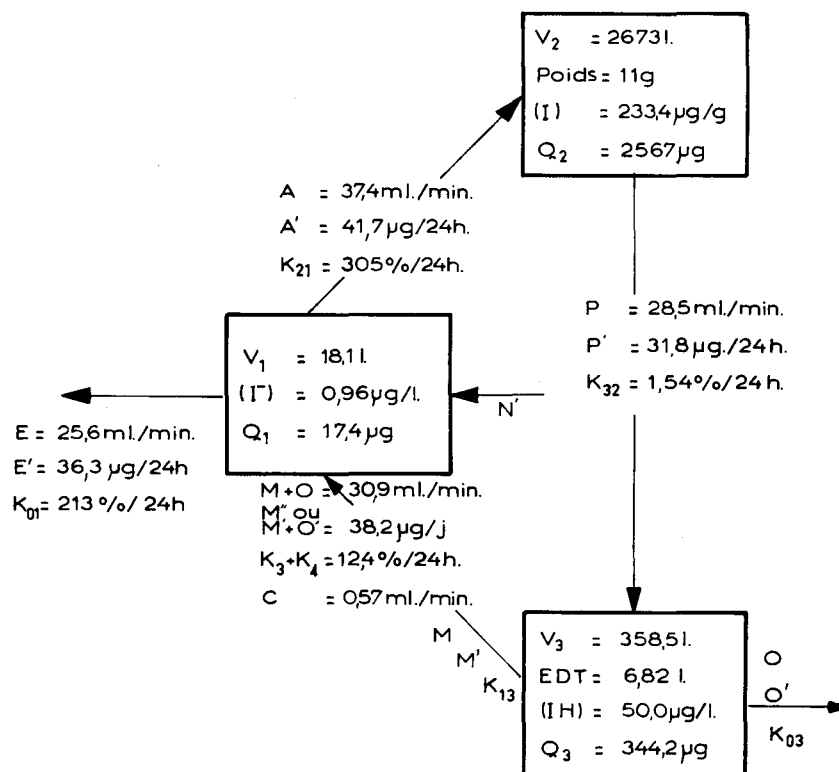 V₂ = 2673 l.
Poids = 11g
(I) = 233,4 µg/g
Q₂ = 2567 µg
A = 37,4 ml./min.
A' = 41,7 µg/24h.
K₂₁ = 305%/24h.
P = 28,5 ml./min.
P' = 31,8 µg./24h.
K₃₂ = 1,54%/24h.
V₁ = 18,1 l.
(I⁻) = 0,96 µg/l.
Q₁ = 17,4 µg
N'
E = 25,6 ml./min.
E' = 36,3 µg/24h
K₀₁ = 213%/24h
M+O = 30,9 ml./min.
M'' ou
M'+O' = 38,2 µg/j
K₃+K₄ = 12,4%/24h.
C = 0,57 ml./min.
M
M'
K₁₃
V₃ = 358,5 l.
EDT = 6,82 l.
(IH) = 50,0 µg/l.
Q₃ = 344,2 µg
O
O'
K₀₃